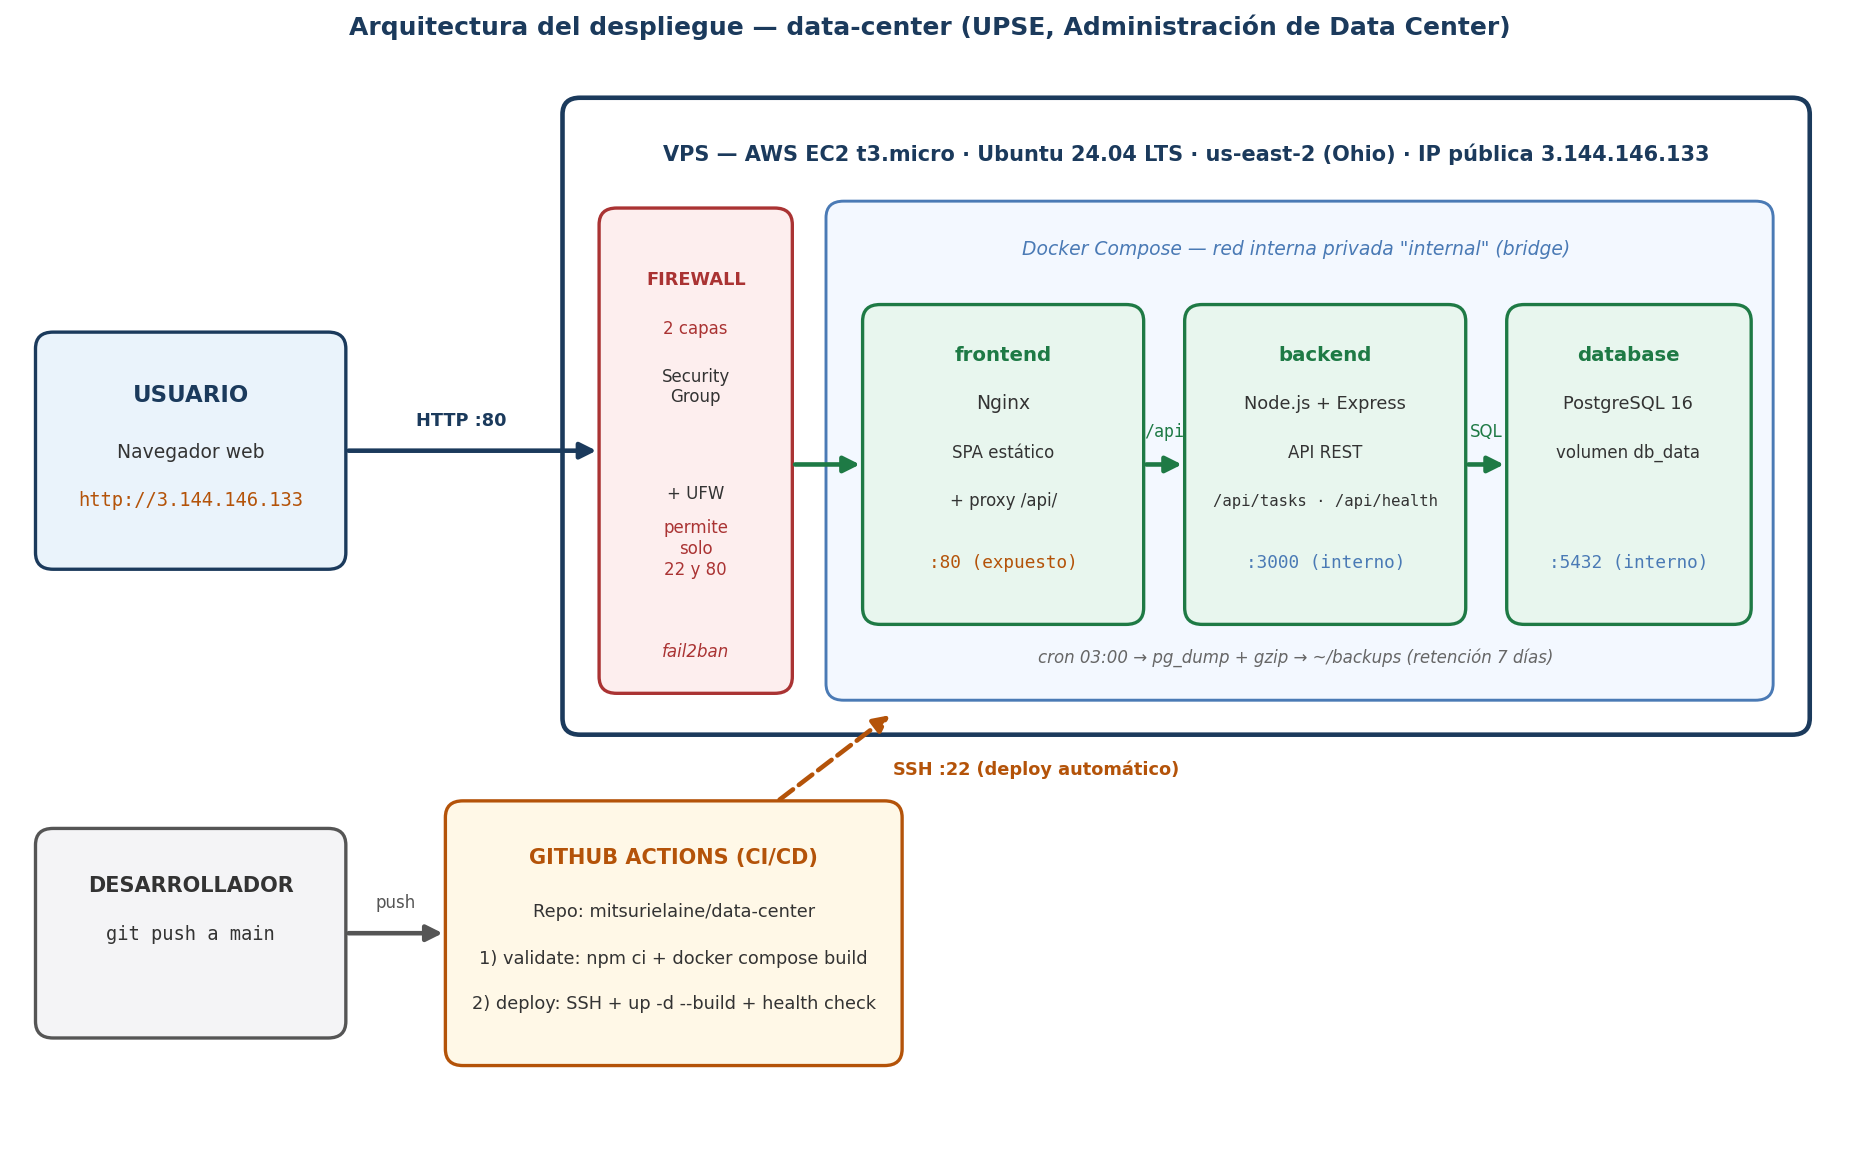 Arquitectura del despliegue — data-center (UPSE, Administración de Data Center)
VPS — AWS EC2 t3.micro · Ubuntu 24.04 LTS · us-east-2 (Ohio) · IP pública 3.144.146.133
USUARIO
Navegador web
http://3.144.146.133
HTTP :80
FIREWALL
2 capas
Security
Group
+ UFW
permite
solo
22 y 80
fail2ban
Docker Compose — red interna privada "internal" (bridge)
frontend
Nginx
SPA estático
+ proxy /api/
:80 (expuesto)
/api
backend
Node.js + Express
API REST
/api/tasks · /api/health
:3000 (interno)
SQL
database
PostgreSQL 16
volumen db_data
:5432 (interno)
cron 03:00 → pg_dump + gzip → ~/backups (retención 7 días)
SSH :22 (deploy automático)
DESARROLLADOR
git push a main
push
GITHUB ACTIONS (CI/CD)
Repo: mitsurielaine/data-center
1) validate: npm ci + docker compose build
2) deploy: SSH + up -d --build + health check